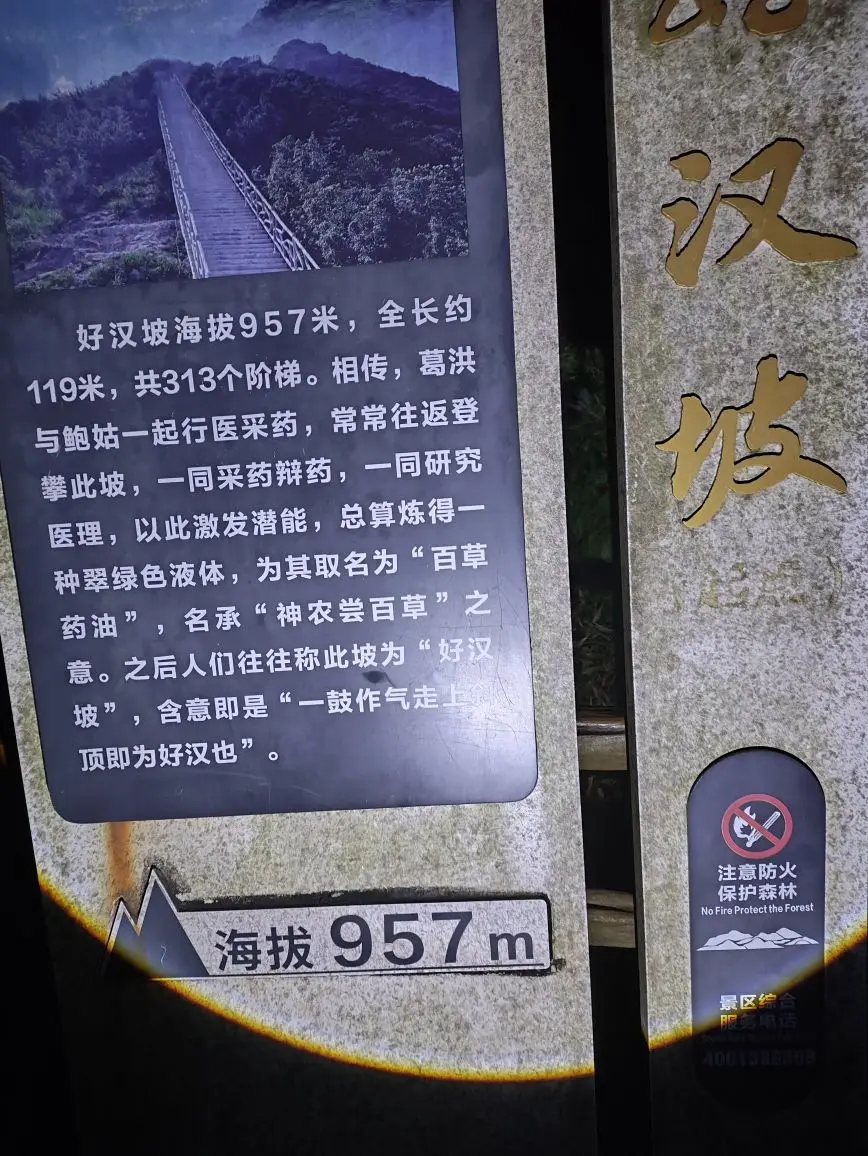 好汉坡海拔957米，全长约
119米，共313个阶梯。相传，葛洪
与鲍姑一起行医采药，常常往返登
攀此坡，一同采药辩药，一同研究
医理，以此激发潜能，总算炼得一
种翠绿色液体，为其取名为“百草
药油”，名承“神农尝百草”之
意。之后人们往往称此坡为“好汉
坡”，含意即是“一鼓作气走上
顶即为好汉也”。
海拔957m
汉
坡
注意防火
保护森林
No Fire Protect the Forest
景区综合
服务电话